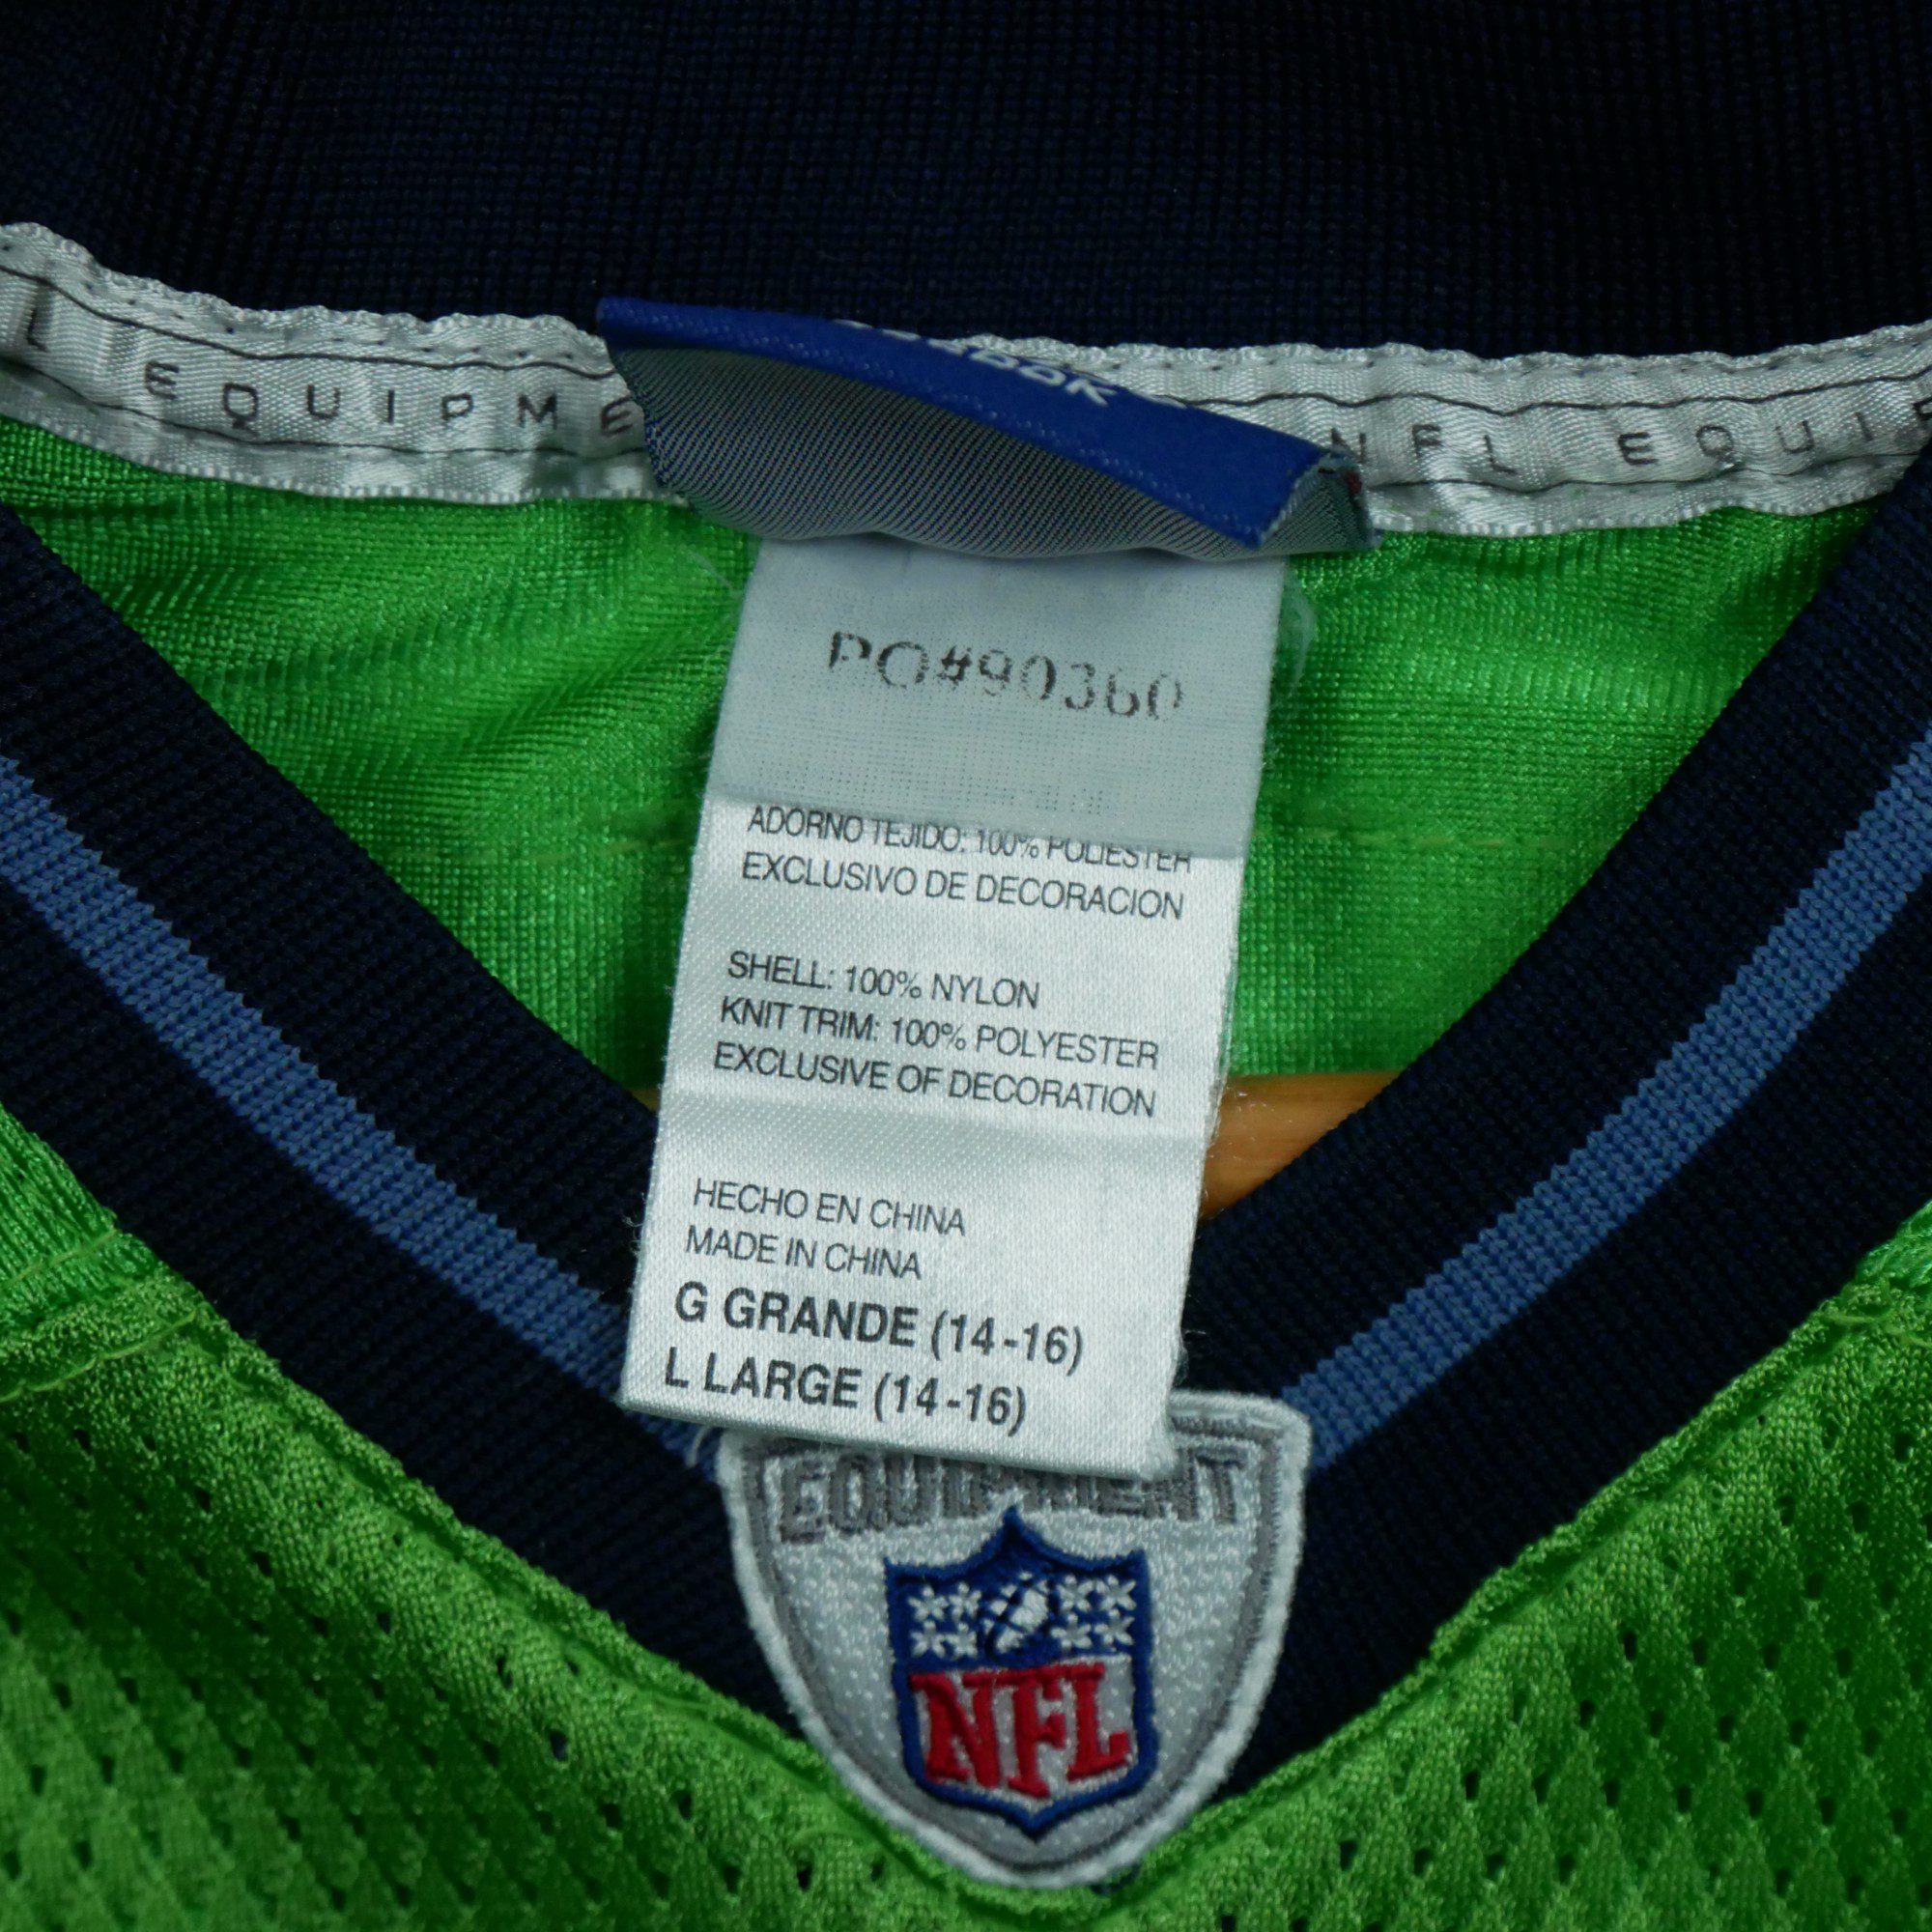 EQUIPME
NFL EQUIP
PO#90360
ADORNO TEJIDO: 100% POLIESTER
EXCLUSIVO DE DECORACION
SHELL: 100% NYLON
KNIT TRIM: 100% POLYESTER
EXCLUSIVE OF DECORATION
HECHO EN CHINA
MADE IN CHINA
G GRANDE (14-16)
L LARGE (14-16)
EQUIPMENT
NFL